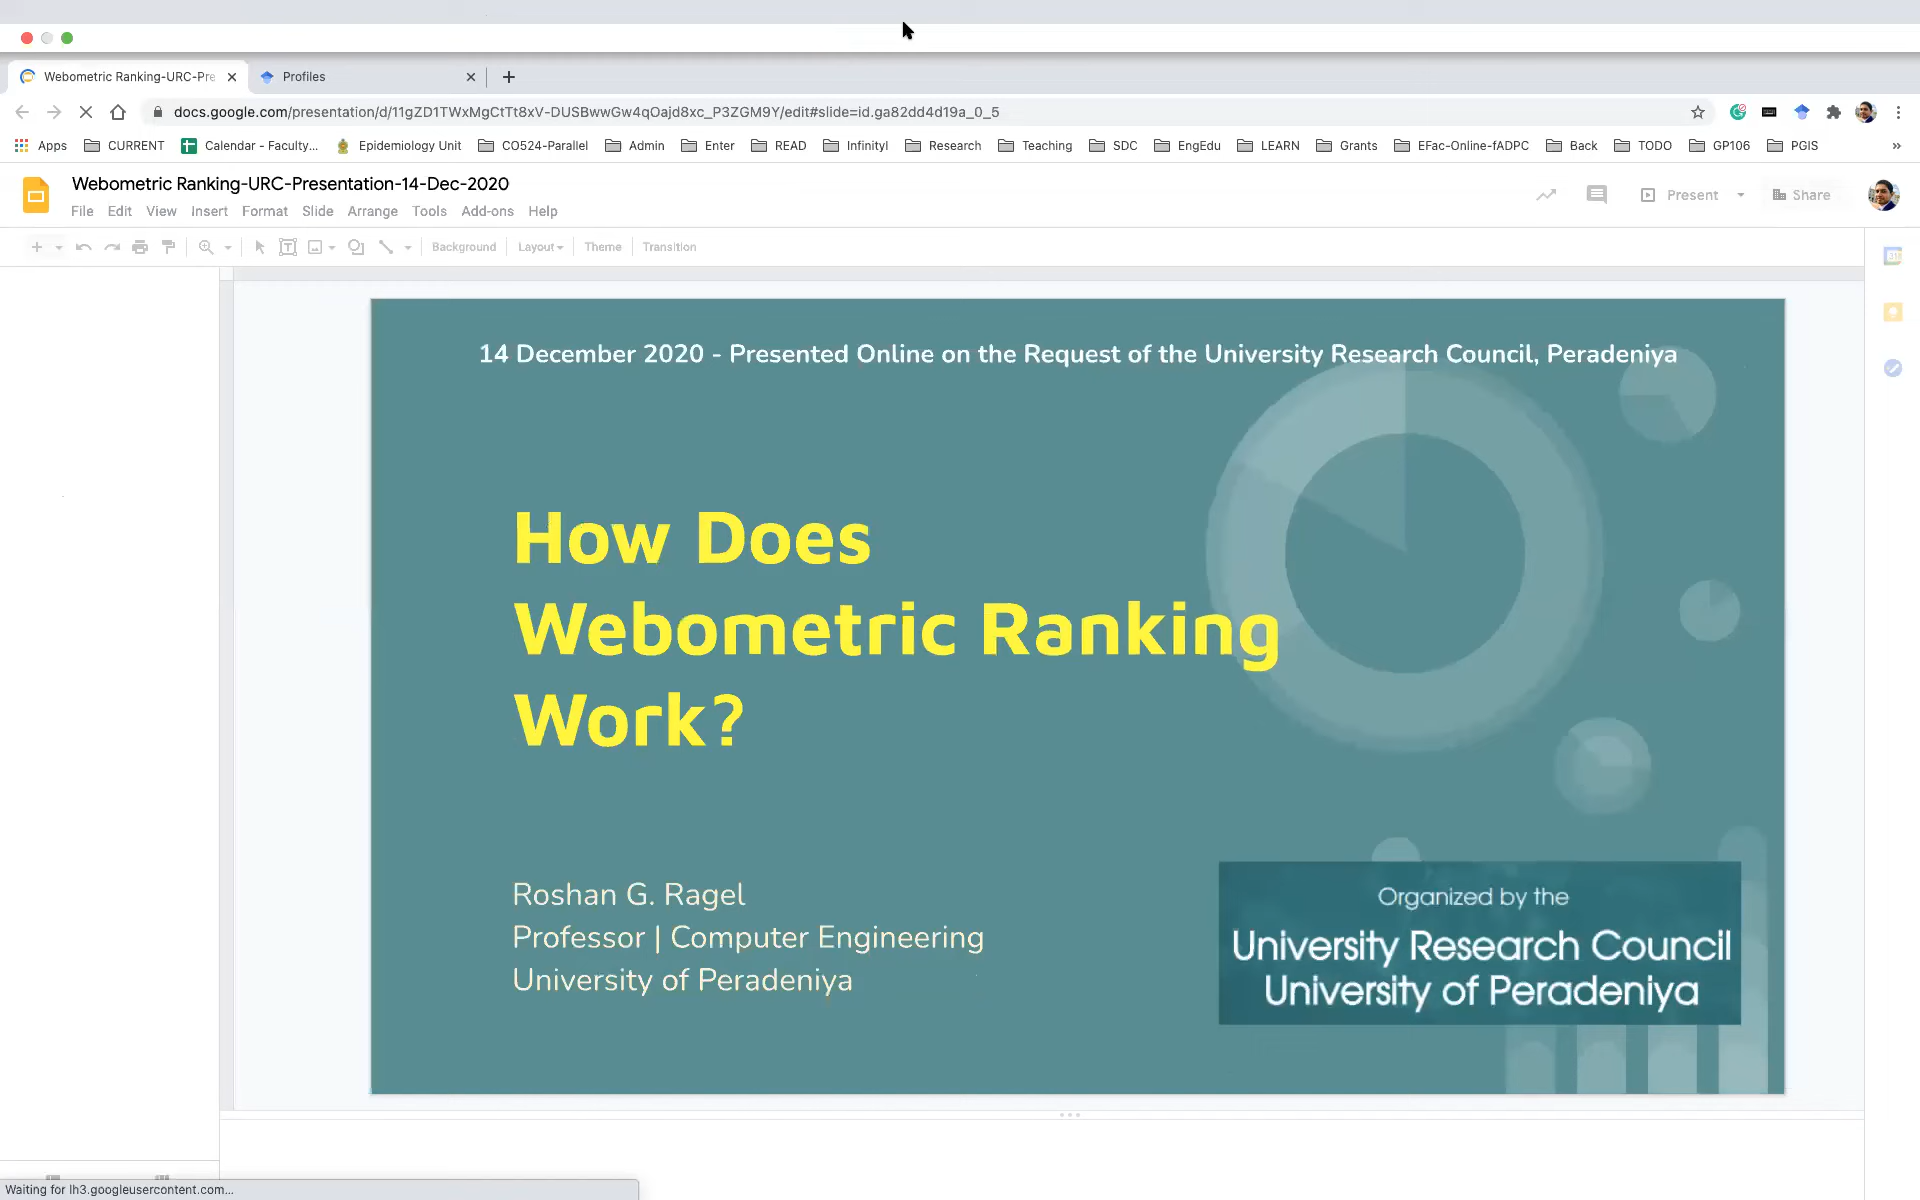 Webometric Ranking-URC-Pre
Profiles
docs.google.com/presentation/d/11gZD1TWxMgCtTt8xV-DUSBwwGw4qOajd8xc_P3ZGM9Y/edit#slide=id.ga82dd4d19a_0_5
Apps CURRENT Calendar - Faculty... Epidemiology Unit CO524-Parallel Admin Enter READ Infinityl Research Teaching SDC EngEdu LEARN Grants EFac-Online-fADPC Back TODO GP106 PGIS »
Webometric Ranking-URC-Presentation-14-Dec-2020
File Edit View Insert Format Slide Arrange Tools Add-ons Help
Present Share
Background Layout Theme Transition
31
14 December 2020 - Presented Online on the Request of the University Research Council, Peradeniya
How Does
Webometric Ranking
Work?
Roshan G. Ragel
Professor | Computer Engineering
University of Peradeniya
Organized by the
University Research Council
University of Peradeniya
Waiting for lh3.googleusercontent.com...